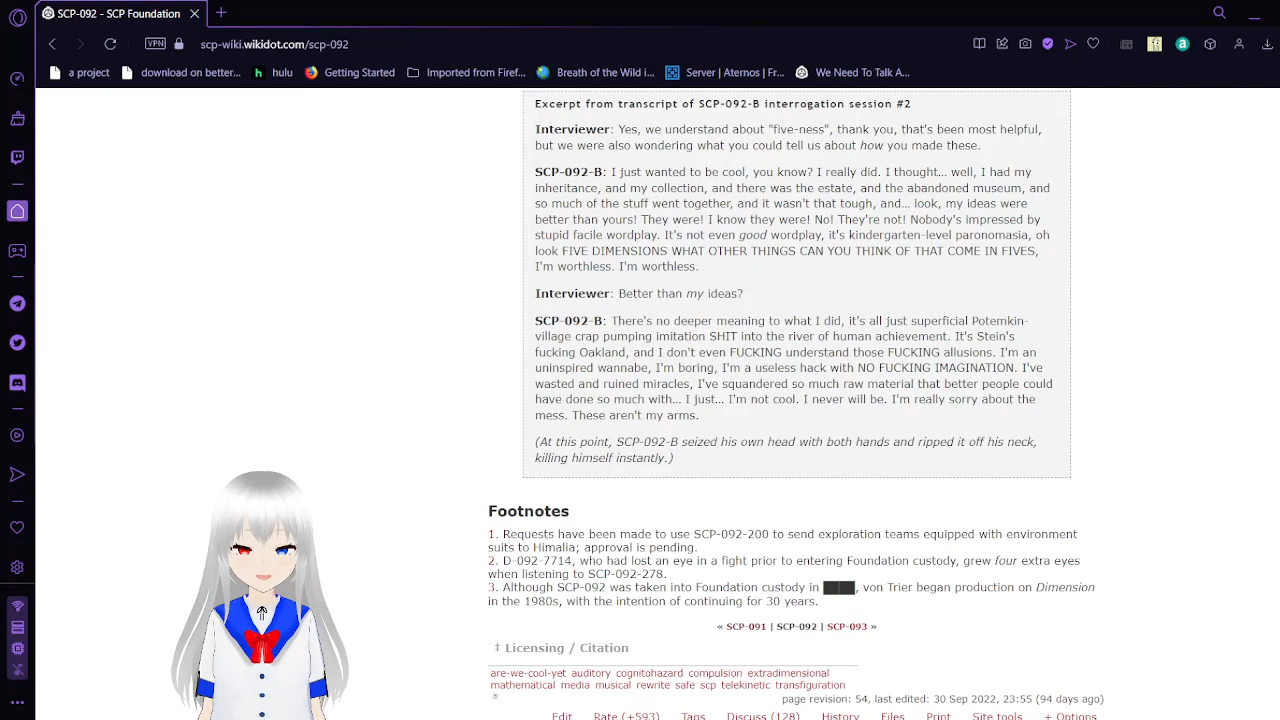 SCP-092 - SCP Foundation
VPN
scp-wiki.wikidot.com/scp-092
a project
download on better...
hulu
Getting Started
Imported from Firef...
Breath of the Wild i...
Server | Aternos | Fr...
We Need To Talk A...
Excerpt from transcript of SCP-092-B interrogation session #2
Interviewer: Yes, we understand about "five-ness", thank you, that's been most helpful,
but we were also wondering what you could tell us about how you made these.
SCP-092-B: I just wanted to be cool, you know? I really did. I thought... well, I had my
inheritance, and my collection, and there was the estate, and the abandoned museum, and
so much of the stuff went together, and it wasn't that tough, and... look, my ideas were
better than yours! They were! I know they were! No! They're not! Nobody's impressed by
stupid facile wordplay. It's not even good wordplay, it's kindergarten-level paronomasia, oh
look FIVE DIMENSIONS WHAT OTHER THINGS CAN YOU THINK OF THAT COME IN FIVES,
I'm worthless. I'm worthless.
Interviewer: Better than my ideas?
SCP-092-B: There's no deeper meaning to what I did, it's all just superficial Potemkin-
village crap pumping imitation SHIT into the river of human achievement. It's Stein's
fucking Oakland, and I don't even FUCKING understand those FUCKING allusions. I'm an
uninspired wannabe, I'm boring, I'm a useless hack with NO FUCKING IMAGINATION. I've
wasted and ruined miracles, I've squandered so much raw material that better people could
have done so much with... I just... I'm not cool. I never will be. I'm really sorry about the
mess. These aren't my arms.
(At this point, SCP-092-B seized his own head with both hands and ripped it off his neck,
killing himself instantly.)
Footnotes
1. Requests have been made to use SCP-092-200 to send exploration teams equipped with environment
suits to Himalia; approval is pending.
2. D-092-7714, who had lost an eye in a fight prior to entering Foundation custody, grew four extra eyes
when listening to SCP-092-278.
3. Although SCP-092 was taken into Foundation custody in ████, von Trier began production on Dimension
in the 1980s, with the intention of continuing for 30 years.
« SCP-091 | SCP-092 | SCP-093 »
‡ Licensing / Citation
are-we-cool-yet auditory cognitohazard compulsion extradimensional
mathematical media musical rewrite safe scp telekinetic transfiguration
page revision: 54, last edited: 30 Sep 2022, 23:55 (94 days ago)
Edit Rate (+593) Tags Discuss (128) History Files Print Site tools + Options